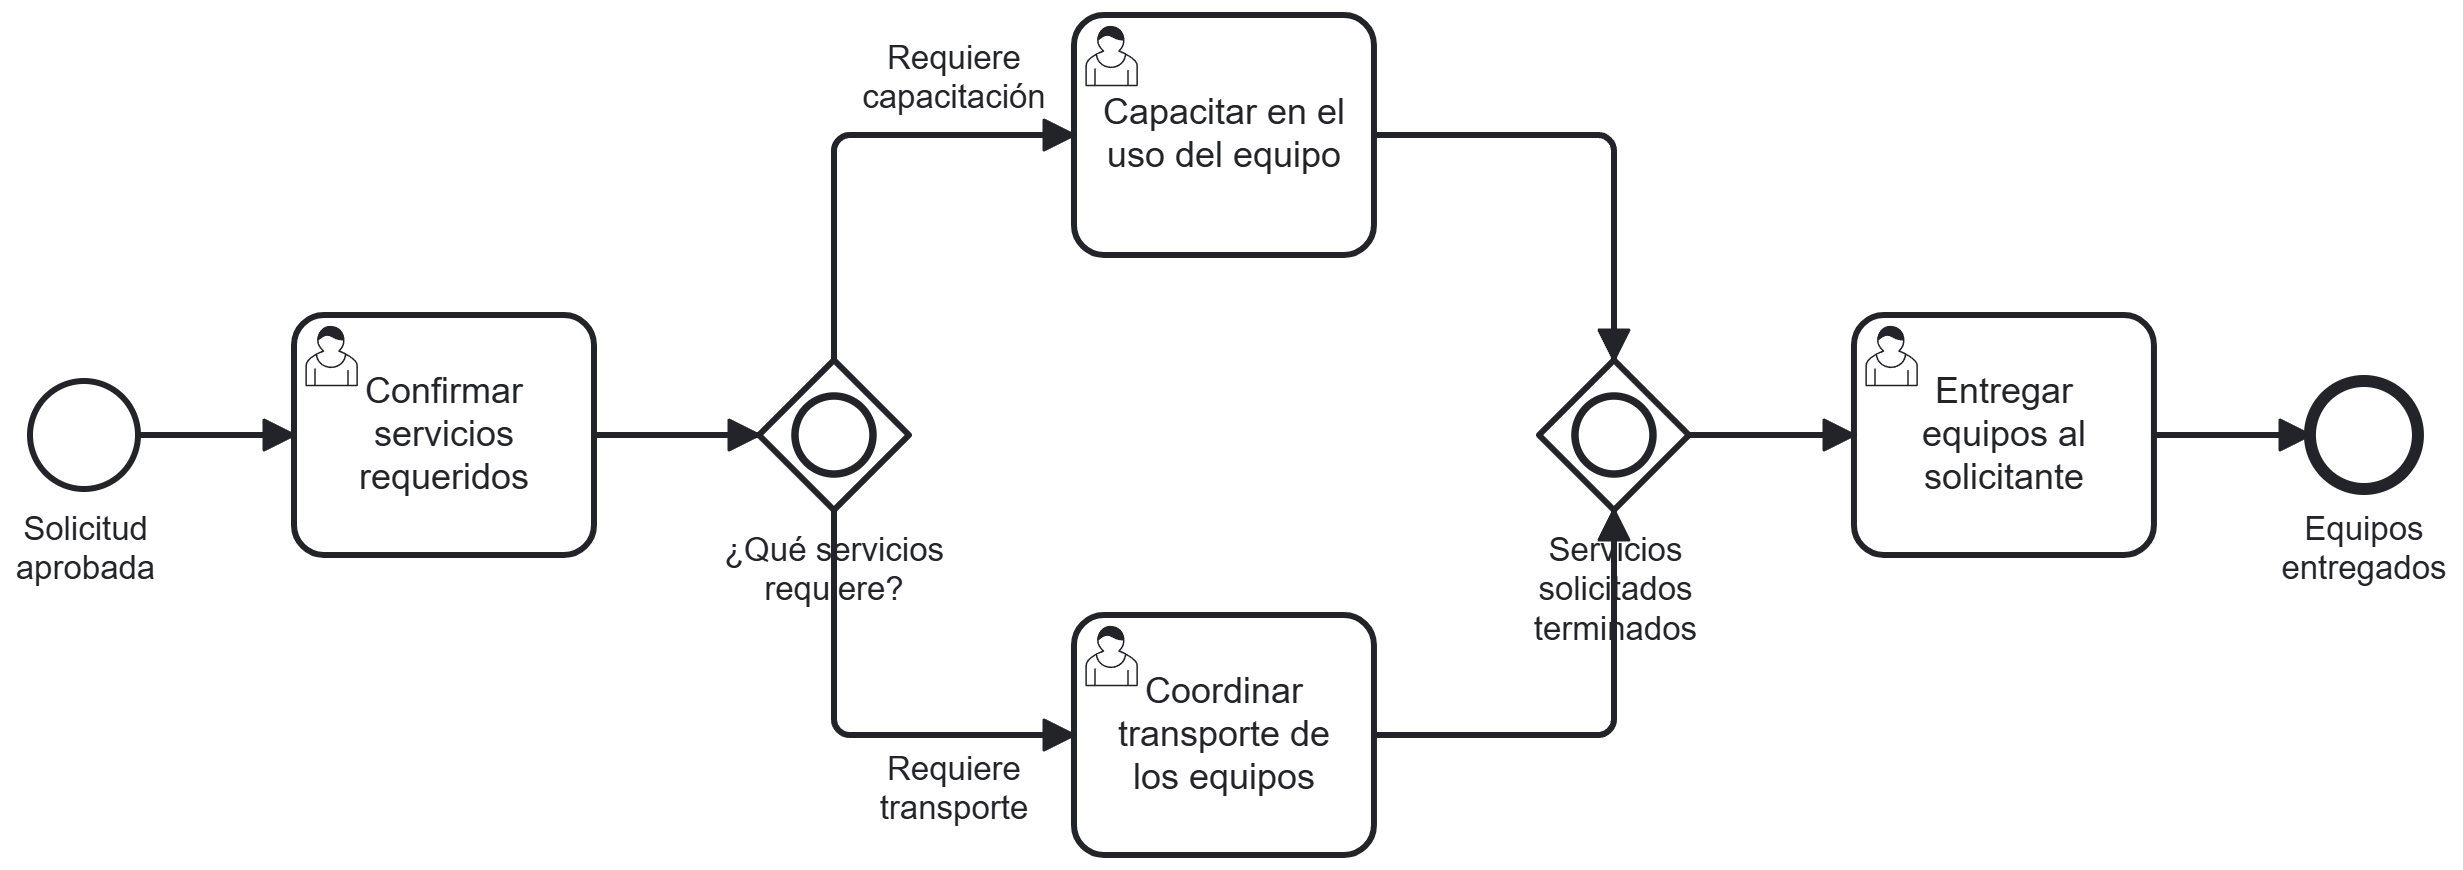 Solicitud
aprobada
Confirmar
servicios
requeridos
¿Qué servicios
requiere?
Requiere
capacitación
Capacitar en el
uso del equipo
Requiere
transporte
Coordinar
transporte de
los equipos
Servicios
solicitados
terminados
Entregar
equipos al
solicitante
Equipos
entregados